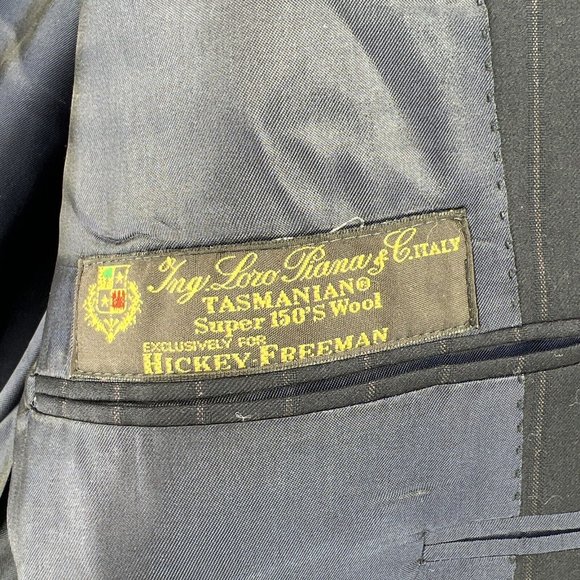 Ing. Loro Piana & C. ITALY
TASMANIAN®
Super 150'S Wool
EXCLUSIVELY FOR
HICKEY-FREEMAN